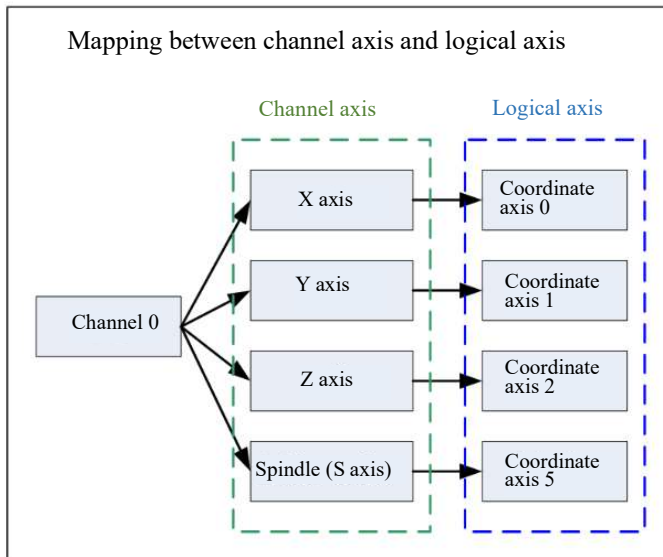 Mapping between channel axis and logical axis
Channel axis
Logical axis
X axis
Coordinate
axis 0
Y axis
Coordinate
axis 1
Channel 0
Z axis
Coordinate
axis 2
Spindle (S axis)
Coordinate
axis 5